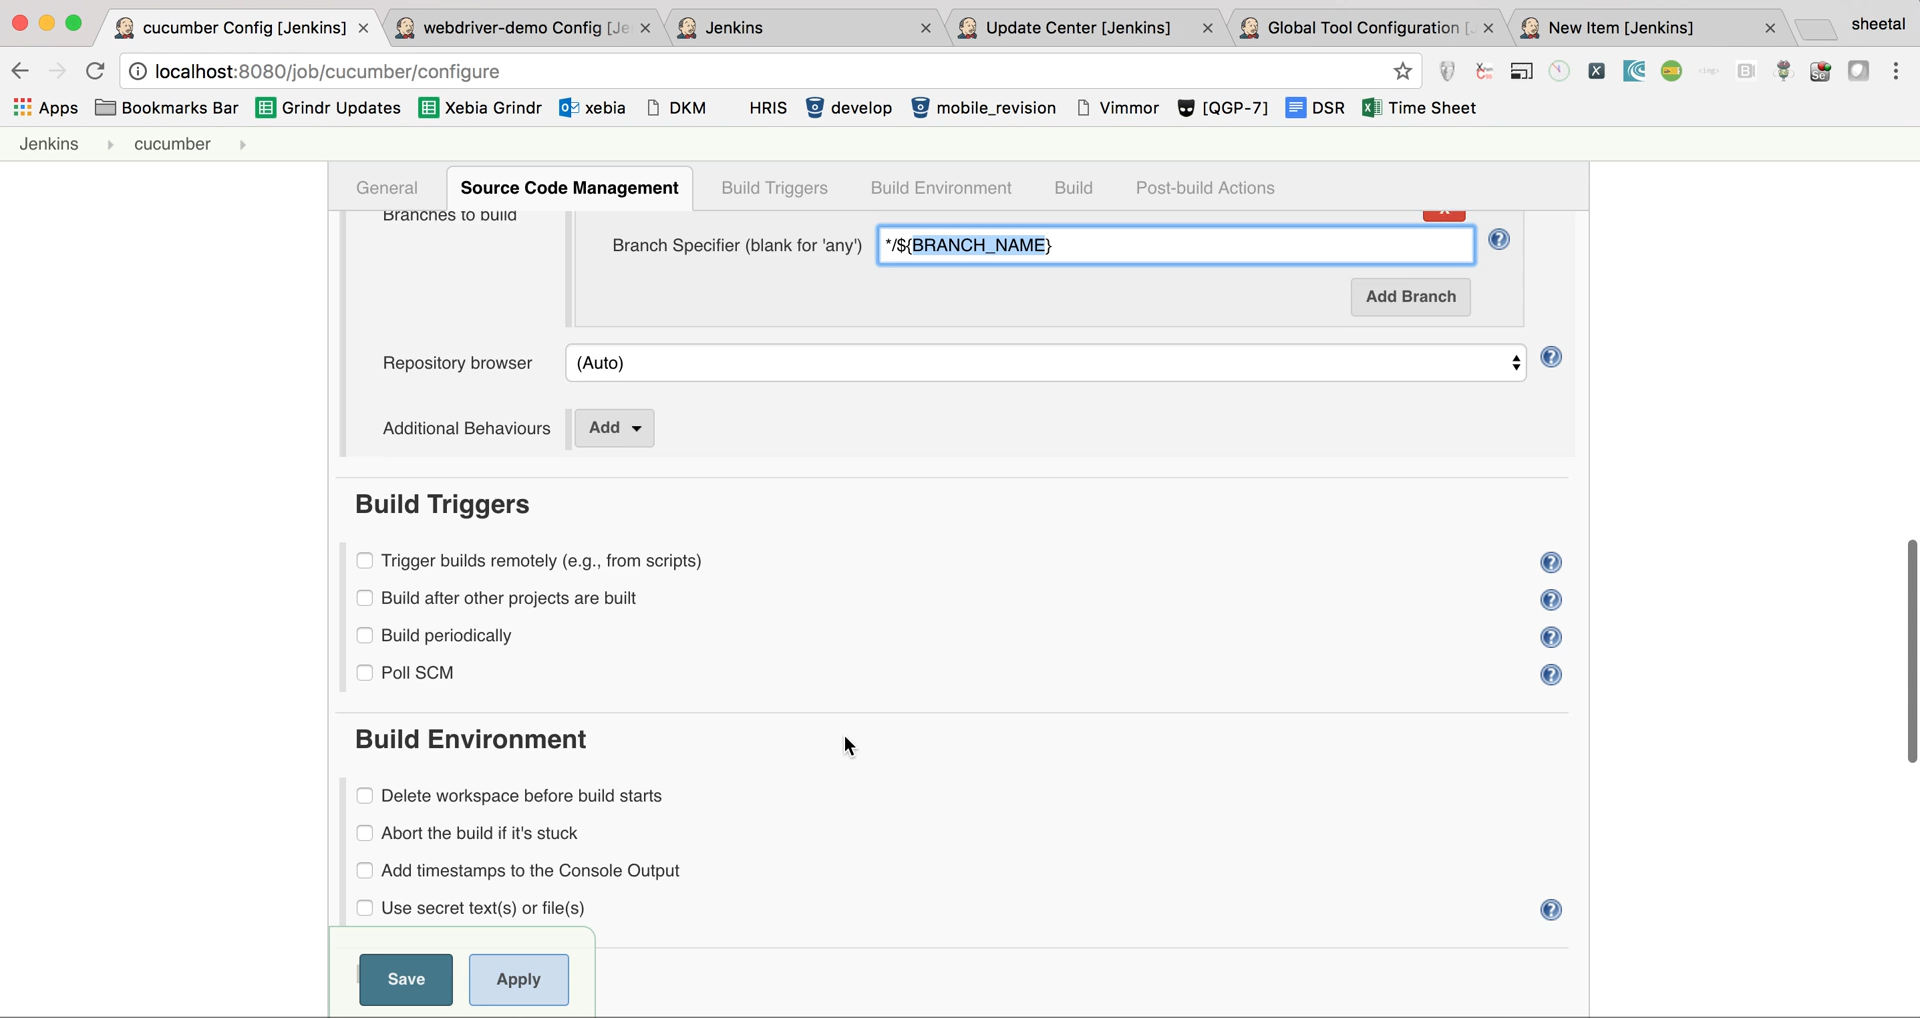 cucumber Config [Jenkins]
webdriver-demo Config [Je
Jenkins
Update Center [Jenkins]
Global Tool Configuration [J
New Item [Jenkins]
sheetal
localhost:8080/job/cucumber/configure
Apps
Bookmarks Bar
Grindr Updates
Xebia Grindr
xebia
DKM
HRIS
develop
mobile_revision
Vimmor
[QGP-7]
DSR
Time Sheet
Jenkins
cucumber
General
Source Code Management
Build Triggers
Build Environment
Build
Post-build Actions
Branches to build
X
Branch Specifier (blank for 'any')
*/${BRANCH_NAME}
Add Branch
Repository browser
(Auto)
Additional Behaviours
Add
Build Triggers
Trigger builds remotely (e.g., from scripts)
Build after other projects are built
Build periodically
Poll SCM
Build Environment
Delete workspace before build starts
Abort the build if it's stuck
Add timestamps to the Console Output
Use secret text(s) or file(s)
Save
Apply